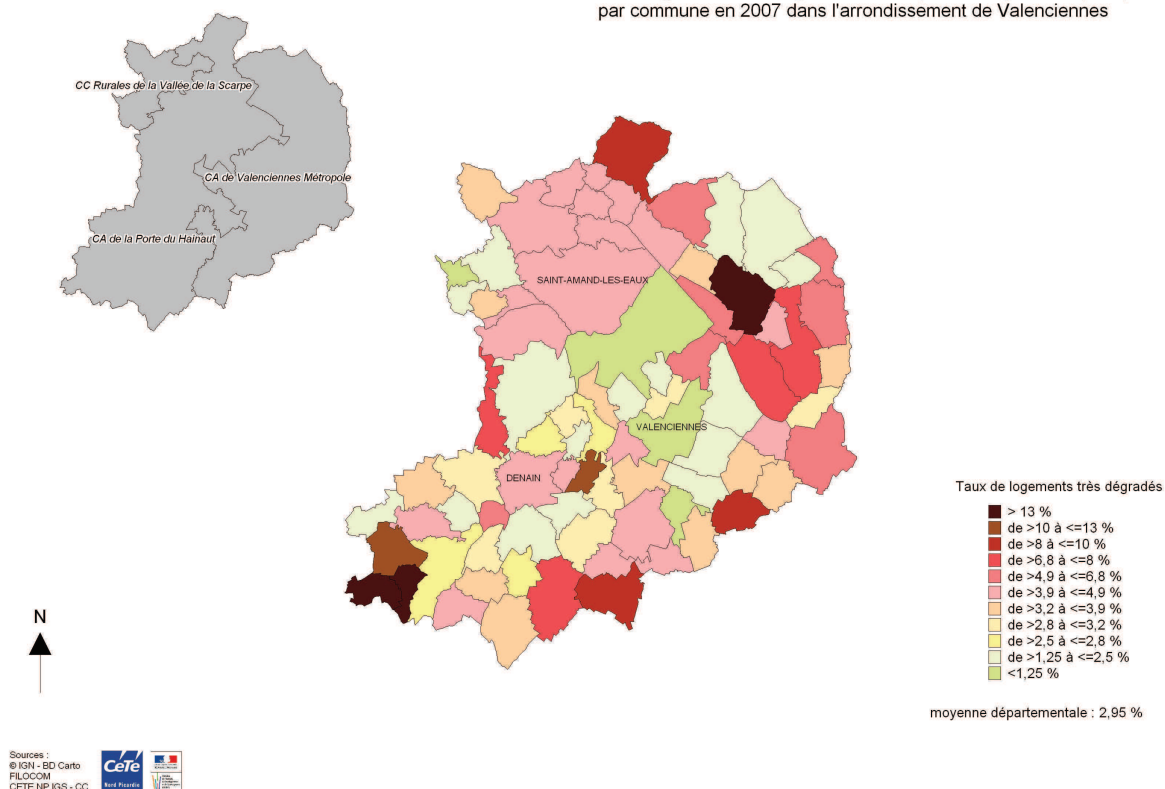 par commune en 2007 dans l'arrondissement de Valenciennes
CC Rurales de la Vallée de la Scarpe
CA de Valenciennes Métropole
CA de la Porte du Hainaut
SAINT-AMAND-LES-EAUX
VALENCIENNES
DENAIN
Taux de logements très dégradés
> 13 %
de >10 à <=13 %
de >8 à <=10 %
de >6,8 à <=8 %
de >4,9 à <=6,8 %
de >3,9 à <=4,9 %
de >3,2 à <=3,9 %
de >2,8 à <=3,2 %
de >2,5 à <=2,8 %
de >1,25 à <=2,5 %
<1,25 %
moyenne départementale : 2,95 %
N
Sources :
© IGN - BD Carto
FILOCOM
CETE NP IGS - CC
CeTe
Nord Picardie